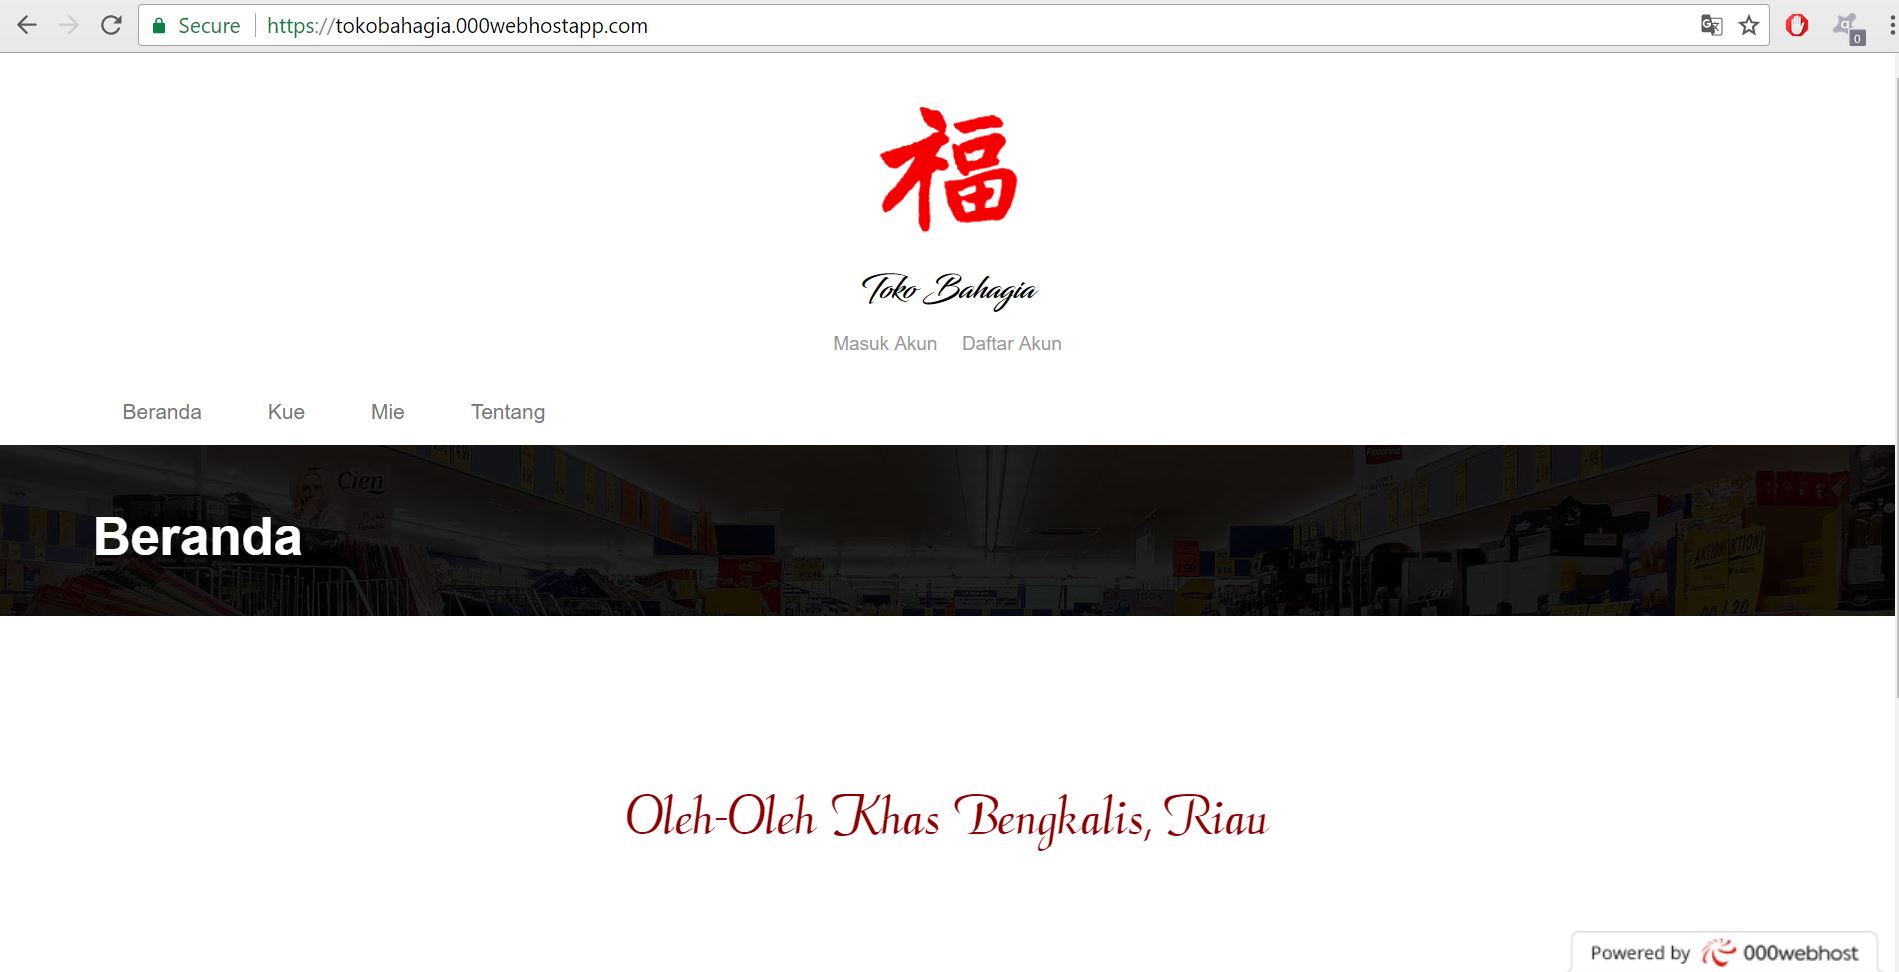 Secure https://tokobahagia.000webhostapp.com
0
福
Toko Bahagia
Masuk Akun Daftar Akun
Beranda Kue Mie Tentang
Cien
Beranda
Oleh-Oleh Khas Bengkalis, Riau
Powered by 000webhost